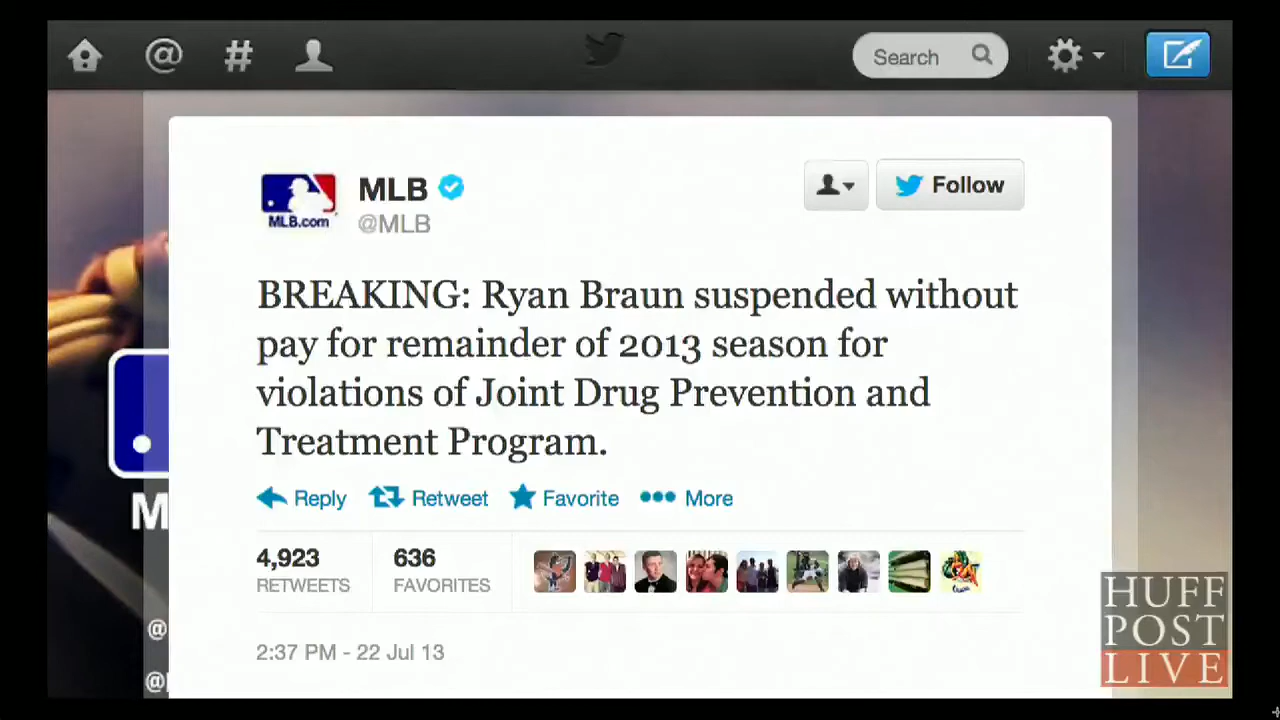 @
#
Search
MLB.com
MLB
@MLB
Follow
BREAKING: Ryan Braun suspended without
pay for remainder of 2013 season for
violations of Joint Drug Prevention and
Treatment Program.
Reply
Retweet
Favorite
More
4,923
RETWEETS
636
FAVORITES
2:37 PM - 22 Jul 13
M
@
@
HUFF
POST
LIVE